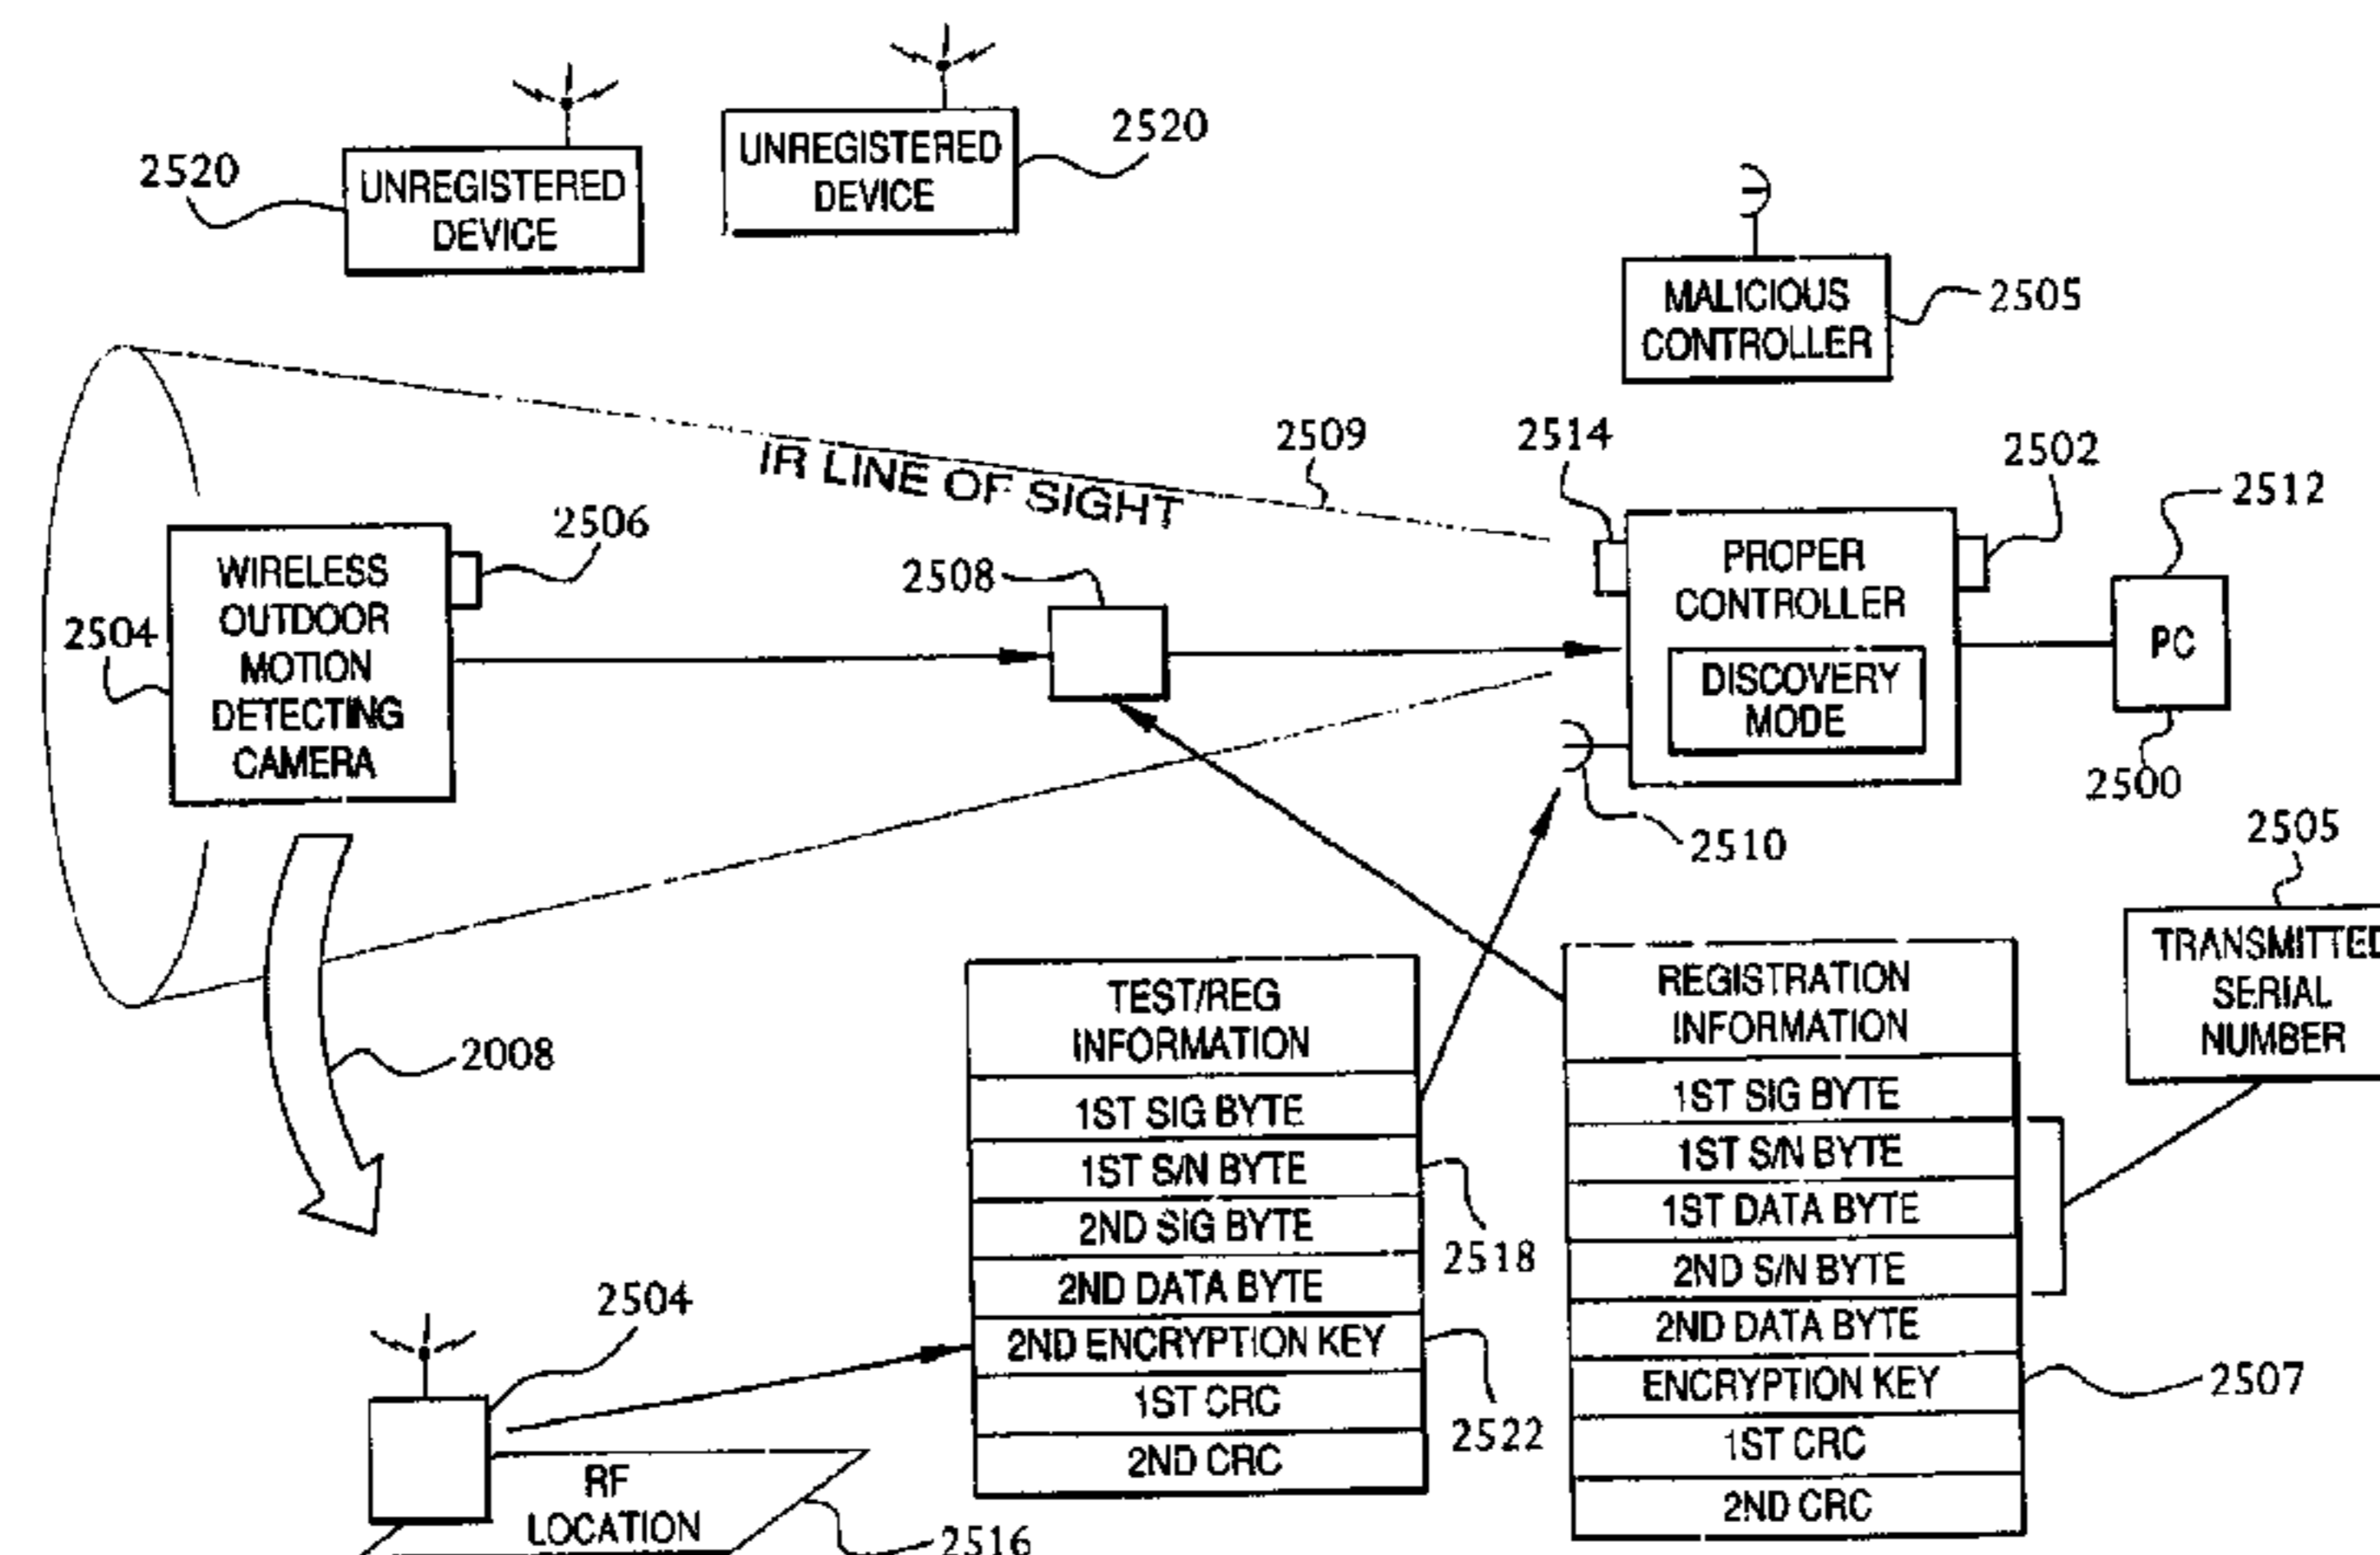 2520
UNREGISTERED
DEVICE
UNREGISTERED
DEVICE
2520
MALICIOUS
CONTROLLER
2505
IR LINE OF SIGHT
2509
2514
2502
2512
WIRELESS
OUTDOOR
MOTION
DETECTING
CAMERA
2506
2504
2508
PROPER
CONTROLLER
DISCOVERY
MODE
PC
2500
2510
2505
TRANSMITTED
SERIAL
NUMBER
2008
TEST/REG
INFORMATION
1ST SIG BYTE
1ST S/N BYTE
2ND SIG BYTE
2ND DATA BYTE
2ND ENCRYPTION KEY
1ST CRC
2ND CRC
2518
2522
REGISTRATION
INFORMATION
1ST SIG BYTE
1ST S/N BYTE
1ST DATA BYTE
2ND S/N BYTE
2ND DATA BYTE
ENCRYPTION KEY
1ST CRC
2ND CRC
2507
2504
RF
LOCATION
2516